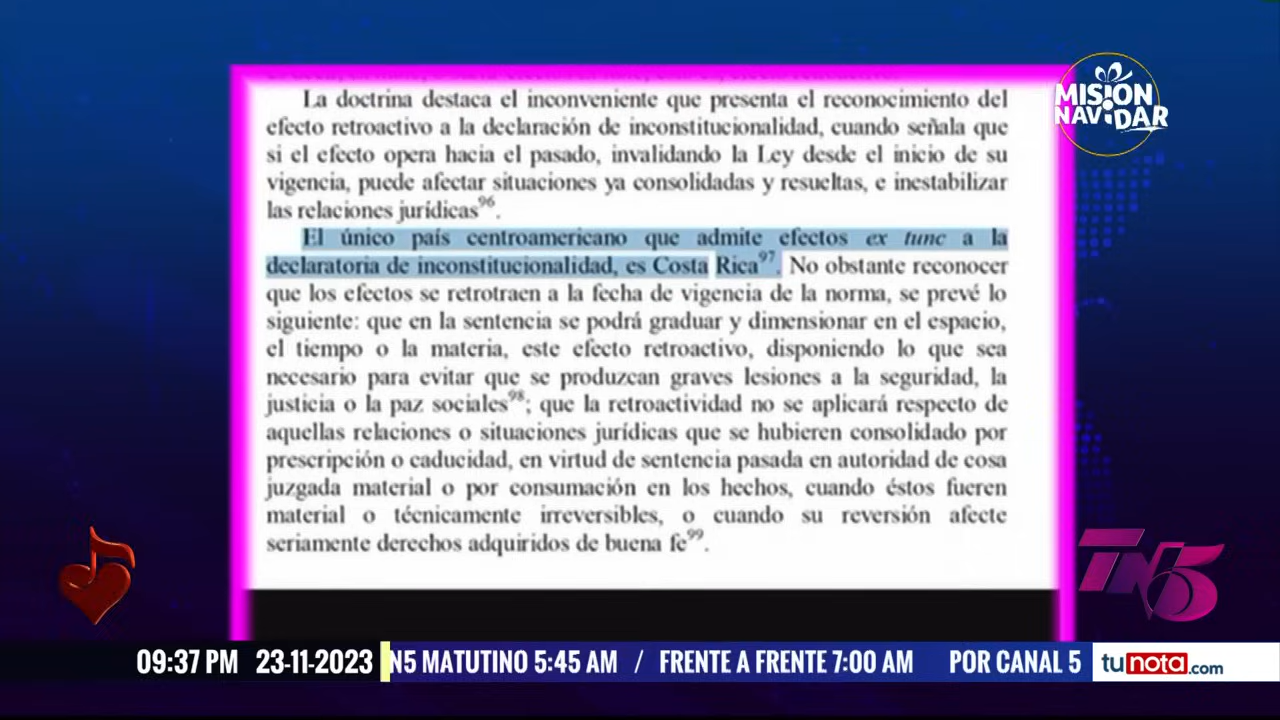 MISIÓN
NAVIDAR
La doctrina destaca el inconveniente que presenta el reconocimiento del
efecto retroactivo a la declaración de inconstitucionalidad, cuando señala que
si el efecto opera hacia el pasado, invalidando la Ley desde el inicio de su
vigencia, puede afectar situaciones ya consolidadas y resueltas, e inestabilizar
las relaciones jurídicas96.
El único país centroamericano que admite efectos ex tunc a la
declaratoria de inconstitucionalidad, es Costa Rica97. No obstante reconocer
que los efectos se retrotraen a la fecha de vigencia de la norma, se prevé lo
siguiente: que en la sentencia se podrá graduar y dimensionar en el espacio,
el tiempo o la materia, este efecto retroactivo, disponiendo lo que sea
necesario para evitar que se produzcan graves lesiones a la seguridad, la
justicia o la paz sociales98; que la retroactividad no se aplicará respecto de
aquellas relaciones o situaciones jurídicas que se hubieren consolidado por
prescripción o caducidad, en virtud de sentencia pasada en autoridad de cosa
juzgada material o por consumación en los hechos, cuando éstos fueren
material o técnicamente irreversibles, o cuando su reversión afecte
seriamente derechos adquiridos de buena fe99.
TN5
09:37 PM 23-11-2023 N5 MATUTINO 5:45 AM / FRENTE A FRENTE 7:00 AM POR CANAL 5 tunota.com